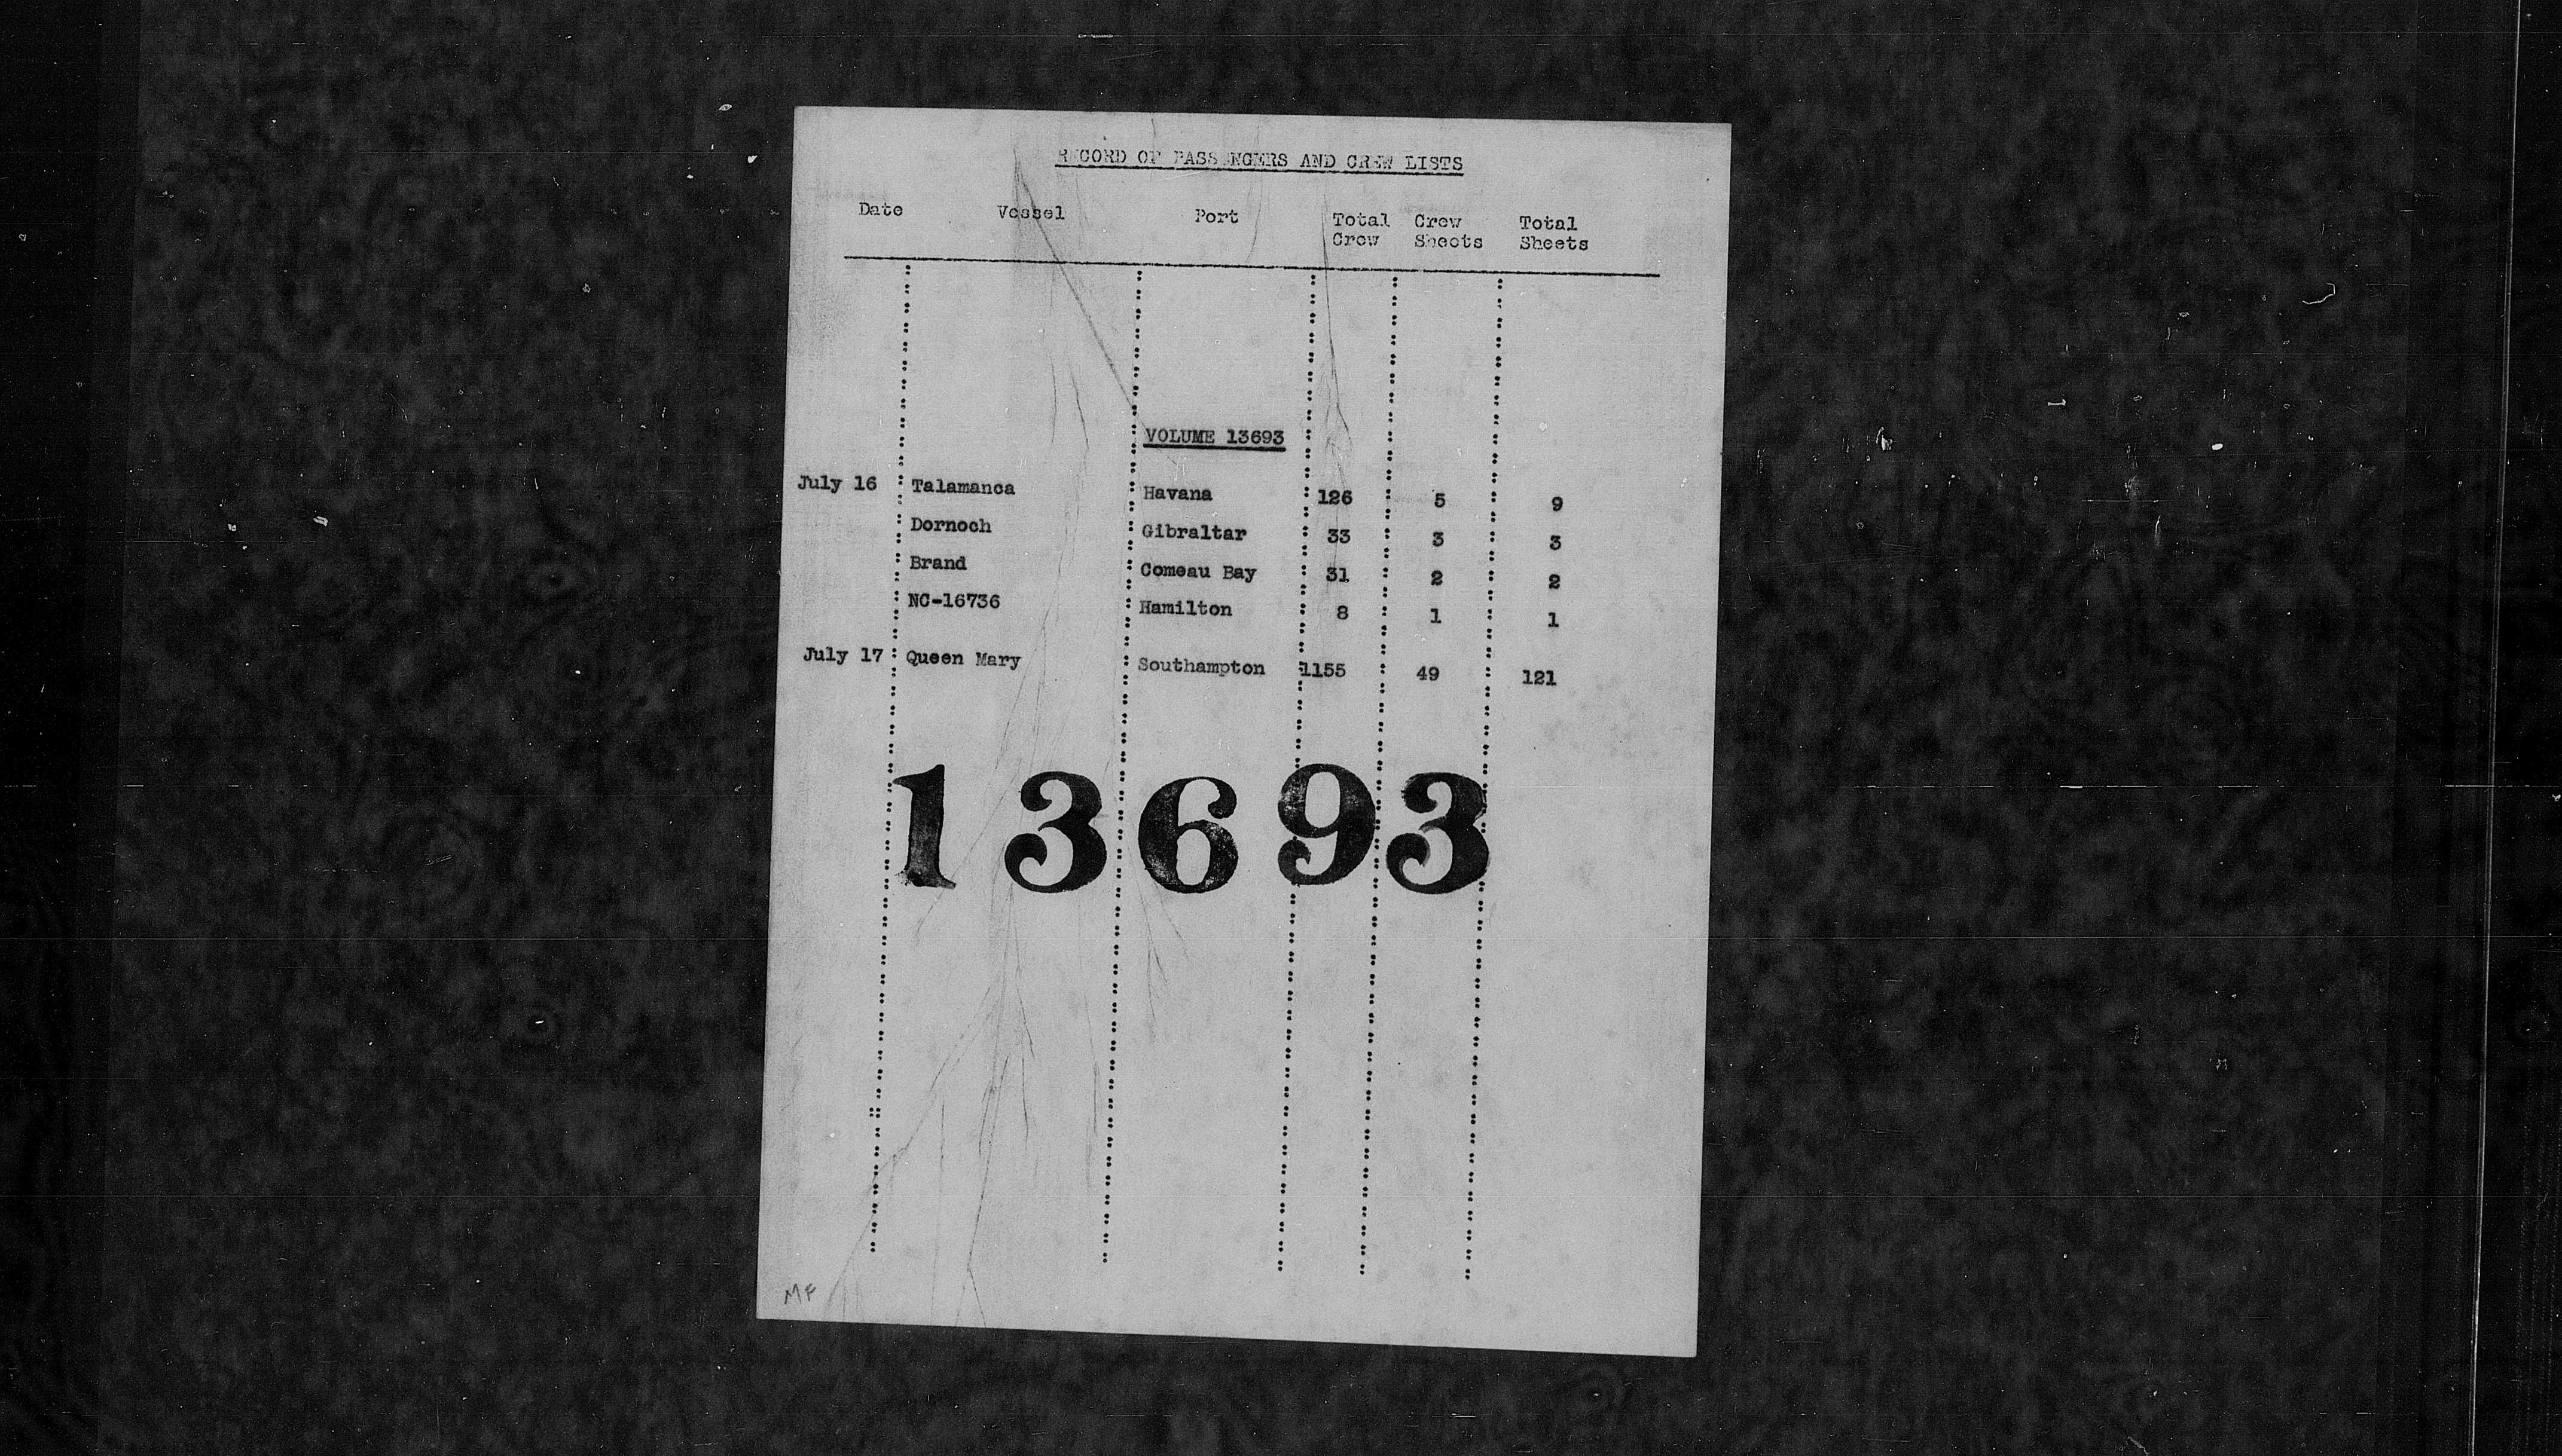 RECORD OF PASSENGERS AND CREW LISTS
Date Vessel Port Total Crew Crew Sheets Total Sheets
VOLUME 13693
July 16 Talamanca Havana 126 5 9
Dornoch Gibraltar 33 3 3
Brand Comeau Bay 31 2 2
NC-16736 Hamilton 8 1 1
July 17 Queen Mary Southampton 1155 49 121
13693
MF